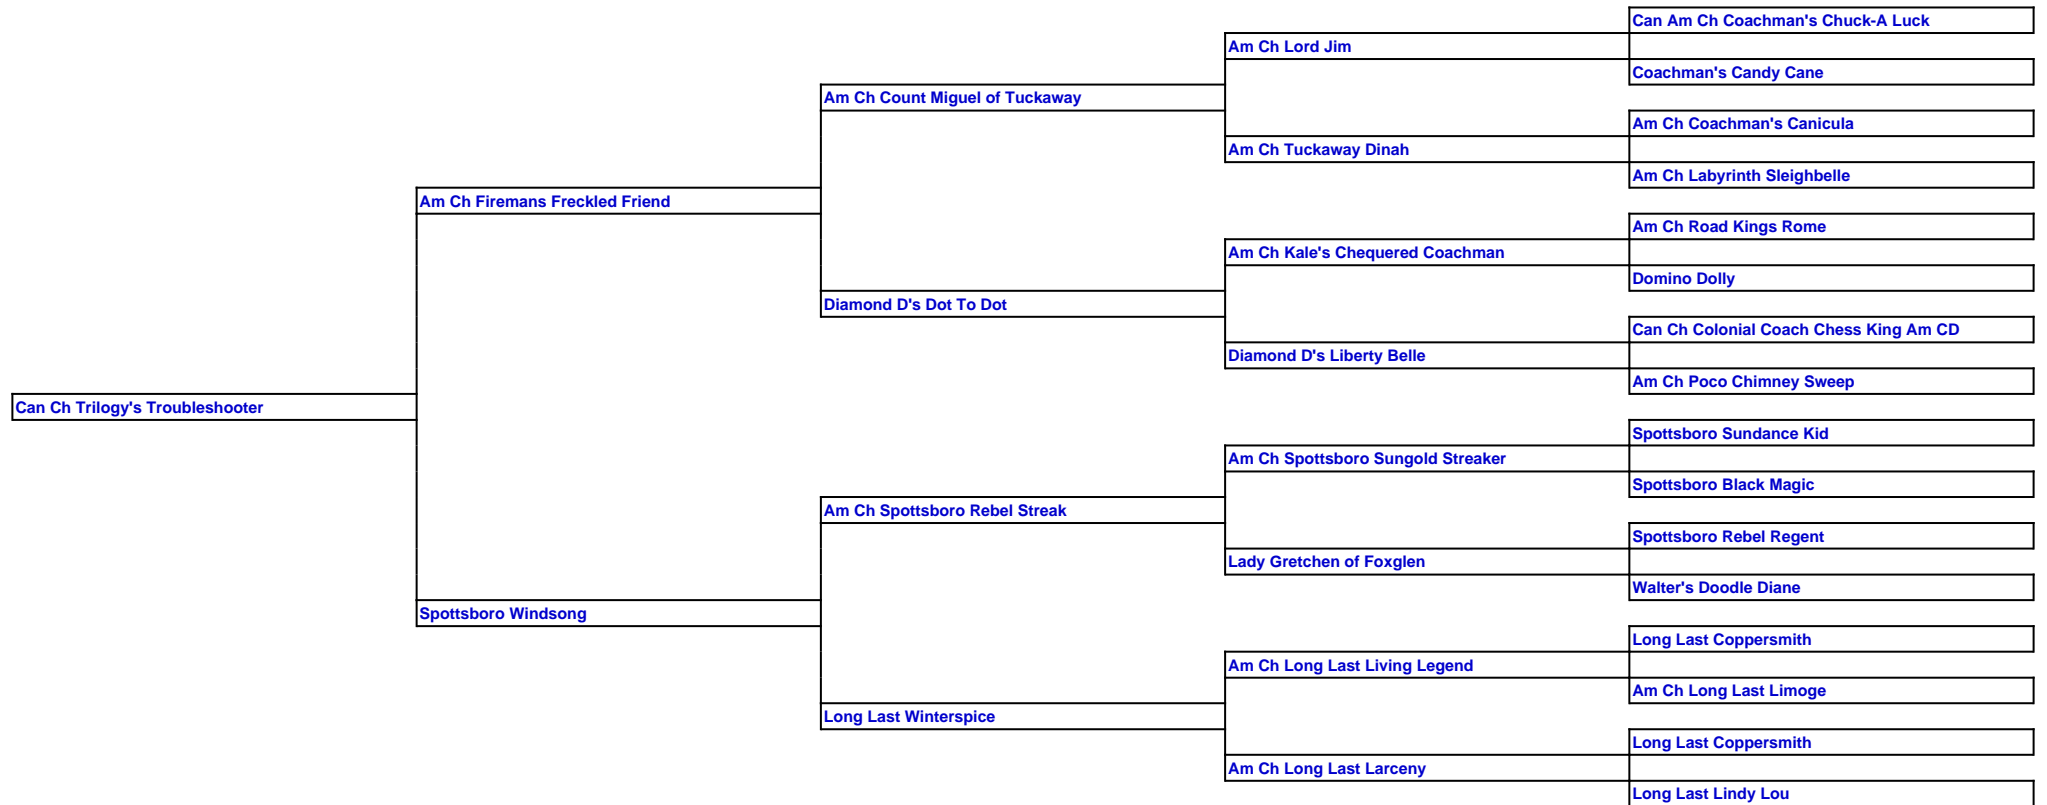 Can Am Ch Coachman's Chuck-A Luck
Am Ch Lord Jim
Coachman's Candy Cane
Am Ch Count Miguel of Tuckaway
Am Ch Coachman's Canicula
Am Ch Tuckaway Dinah
Am Ch Labyrinth Sleighbelle
Am Ch Firemans Freckled Friend
Am Ch Road Kings Rome
Am Ch Kale's Chequered Coachman
Domino Dolly
Diamond D's Dot To Dot
Can Ch Colonial Coach Chess King Am CD
Diamond D's Liberty Belle
Am Ch Poco Chimney Sweep
Can Ch Trilogy's Troubleshooter
Spottsboro Sundance Kid
Am Ch Spottsboro Sungold Streaker
Spottsboro Black Magic
Am Ch Spottsboro Rebel Streak
Spottsboro Rebel Regent
Lady Gretchen of Foxglen
Walter's Doodle Diane
Spottsboro Windsong
Long Last Coppersmith
Am Ch Long Last Living Legend
Am Ch Long Last Limoge
Long Last Winterspice
Long Last Coppersmith
Am Ch Long Last Larceny
Long Last Lindy Lou